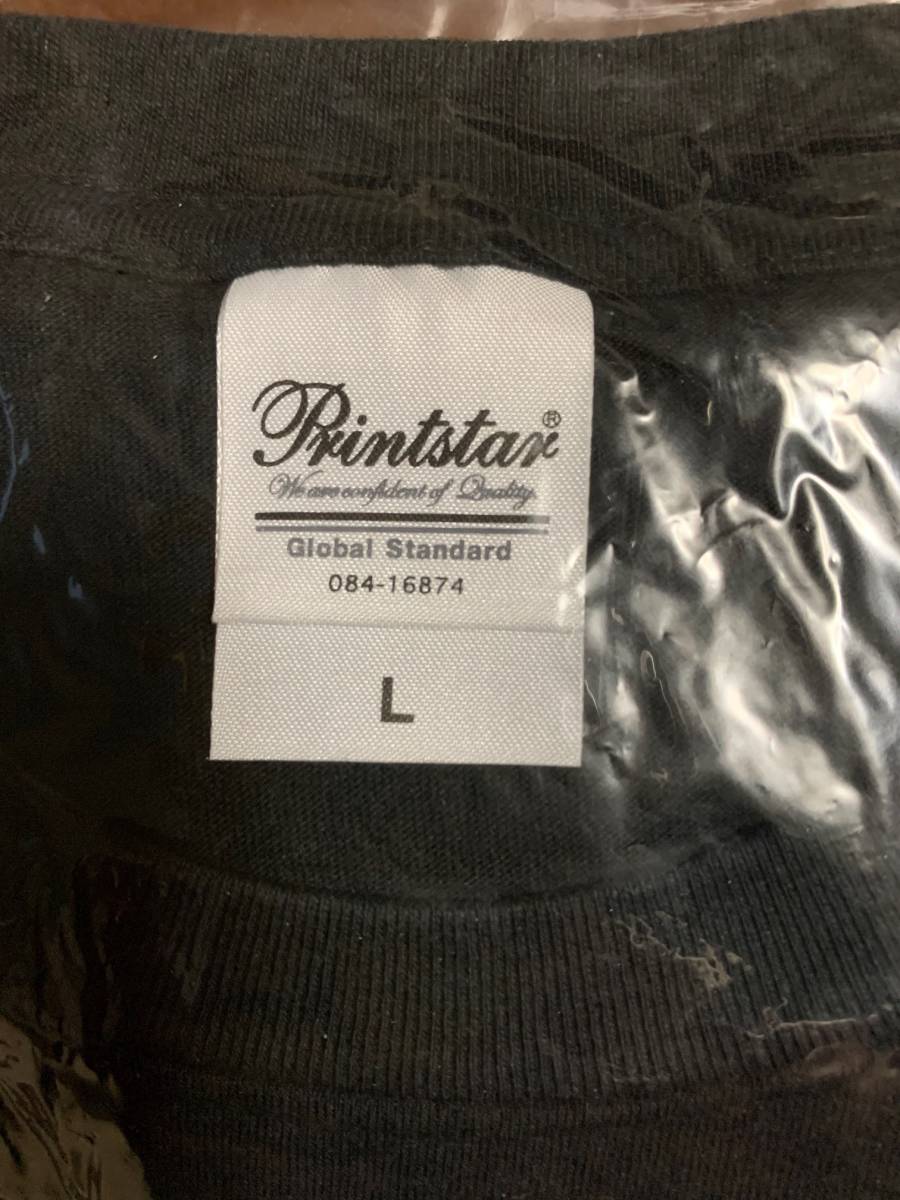 Printstar®
We are confident of Quality.
Global Standard
084-16874
L